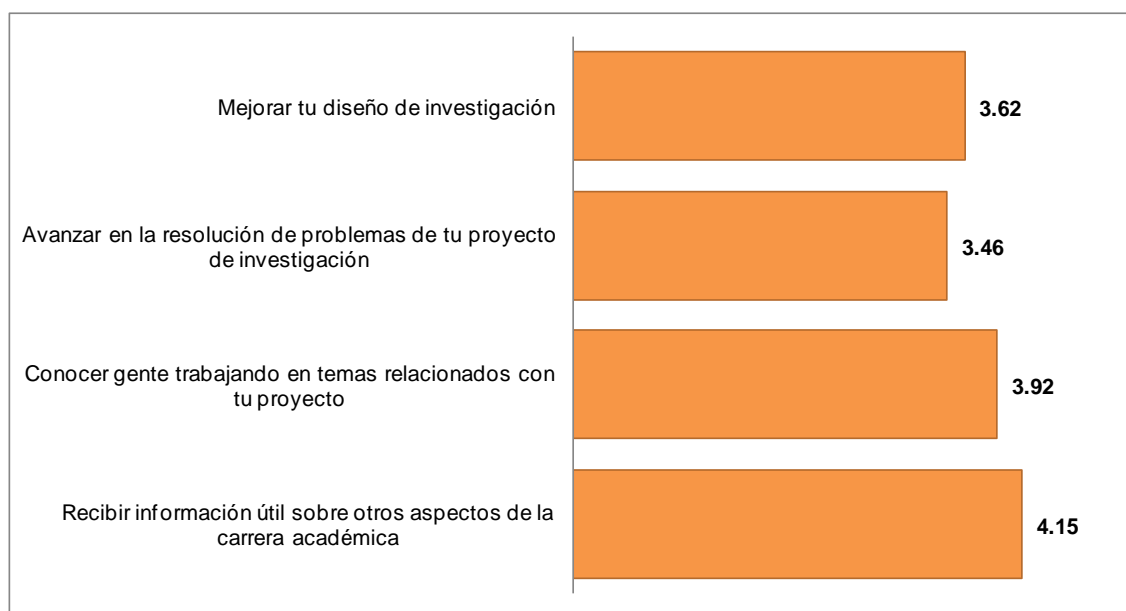 Mejorar tu diseño de investigación
3.62
Avanzar en la resolución de problemas de tu proyecto
de investigación
3.46
Conocer gente trabajando en temas relacionados con
tu proyecto
3.92
Recibir información útil sobre otros aspectos de la
carrera académica
4.15